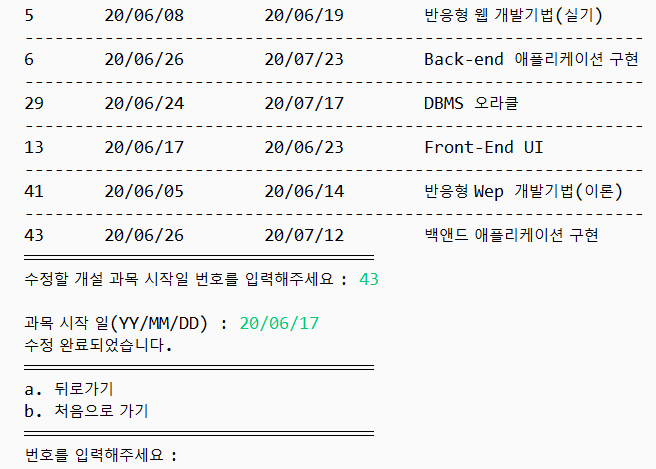 5 20/06/08 20/06/19 반응형 웹 개발기법(실기)
6 20/06/26 20/07/23 Back-end 애플리케이션 구현
29 20/06/24 20/07/17 DBMS 오라클
13 20/06/17 20/06/23 Front-End UI
41 20/06/05 20/06/14 반응형 Wep 개발기법(이론)
43 20/06/26 20/07/12 백앤드 애플리케이션 구현
수정할 개설 과목 시작일 번호를 입력해주세요 : 43
과목 시작 일(YY/MM/DD) : 20/06/17
수정 완료되었습니다.
a. 뒤로가기
b. 처음으로 가기
번호를 입력해주세요 :